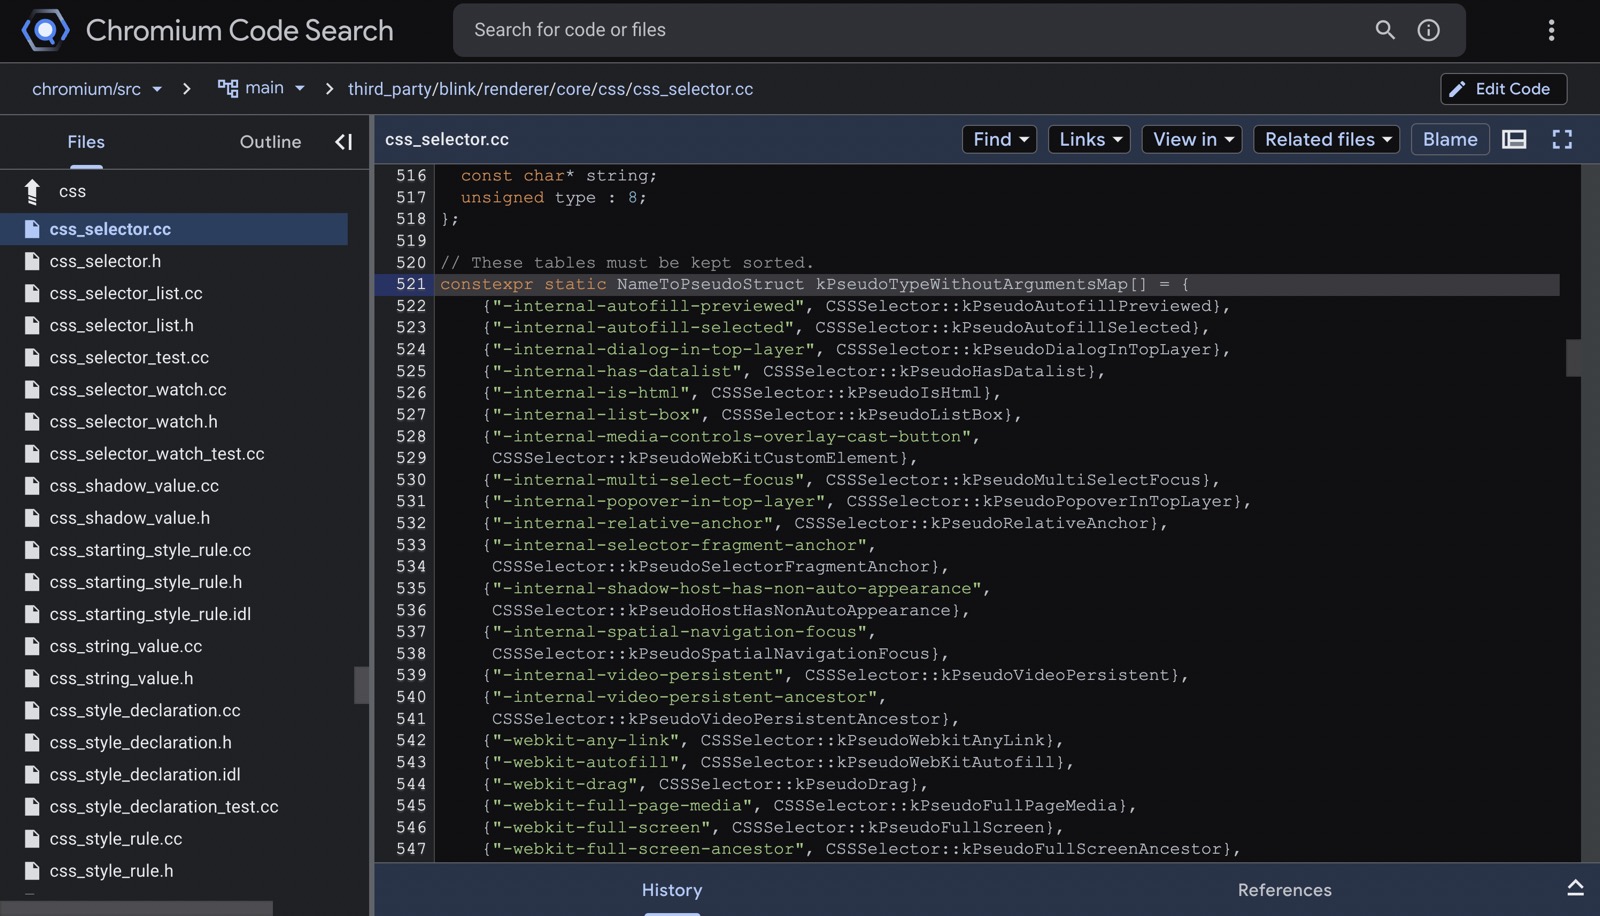 Chromium Code Search
Search for code or files
chromium/src
main
third_party/blink/renderer/core/css/css_selector.cc
Edit Code
Files
Outline
css
css_selector.cc
css_selector.h
css_selector_list.cc
css_selector_list.h
css_selector_test.cc
css_selector_watch.cc
css_selector_watch.h
css_selector_watch_test.cc
css_shadow_value.cc
css_shadow_value.h
css_starting_style_rule.cc
css_starting_style_rule.h
css_starting_style_rule.idl
css_string_value.cc
css_string_value.h
css_style_declaration.cc
css_style_declaration.h
css_style_declaration.idl
css_style_declaration_test.cc
css_style_rule.cc
css_style_rule.h
css_selector.cc
Find
Links
View in
Related files
Blame
516 const char* string;
517 unsigned type : 8;
518 };
519
520 // These tables must be kept sorted.
521 constexpr static NameToPseudoStruct kPseudoTypeWithoutArgumentsMap[] = {
522 {"-internal-autofill-previewed", CSSSelector::kPseudoAutofillPreviewed},
523 {"-internal-autofill-selected", CSSSelector::kPseudoAutofillSelected},
524 {"-internal-dialog-in-top-layer", CSSSelector::kPseudoDialogInTopLayer},
525 {"-internal-has-datalist", CSSSelector::kPseudoHasDatalist},
526 {"-internal-is-html", CSSSelector::kPseudoIsHtml},
527 {"-internal-list-box", CSSSelector::kPseudoListBox},
528 {"-internal-media-controls-overlay-cast-button",
529 CSSSelector::kPseudoWebKitCustomElement},
530 {"-internal-multi-select-focus", CSSSelector::kPseudoMultiSelectFocus},
531 {"-internal-popover-in-top-layer", CSSSelector::kPseudoPopoverInTopLayer},
532 {"-internal-relative-anchor", CSSSelector::kPseudoRelativeAnchor},
533 {"-internal-selector-fragment-anchor",
534 CSSSelector::kPseudoSelectorFragmentAnchor},
535 {"-internal-shadow-host-has-non-auto-appearance",
536 CSSSelector::kPseudoHostHasNonAutoAppearance},
537 {"-internal-spatial-navigation-focus",
538 CSSSelector::kPseudoSpatialNavigationFocus},
539 {"-internal-video-persistent", CSSSelector::kPseudoVideoPersistent},
540 {"-internal-video-persistent-ancestor",
541 CSSSelector::kPseudoVideoPersistentAncestor},
542 {"-webkit-any-link", CSSSelector::kPseudoWebkitAnyLink},
543 {"-webkit-autofill", CSSSelector::kPseudoWebKitAutofill},
544 {"-webkit-drag", CSSSelector::kPseudoDrag},
545 {"-webkit-full-page-media", CSSSelector::kPseudoFullPageMedia},
546 {"-webkit-full-screen", CSSSelector::kPseudoFullScreen},
547 {"-webkit-full-screen-ancestor", CSSSelector::kPseudoFullScreenAncestor},
History
References